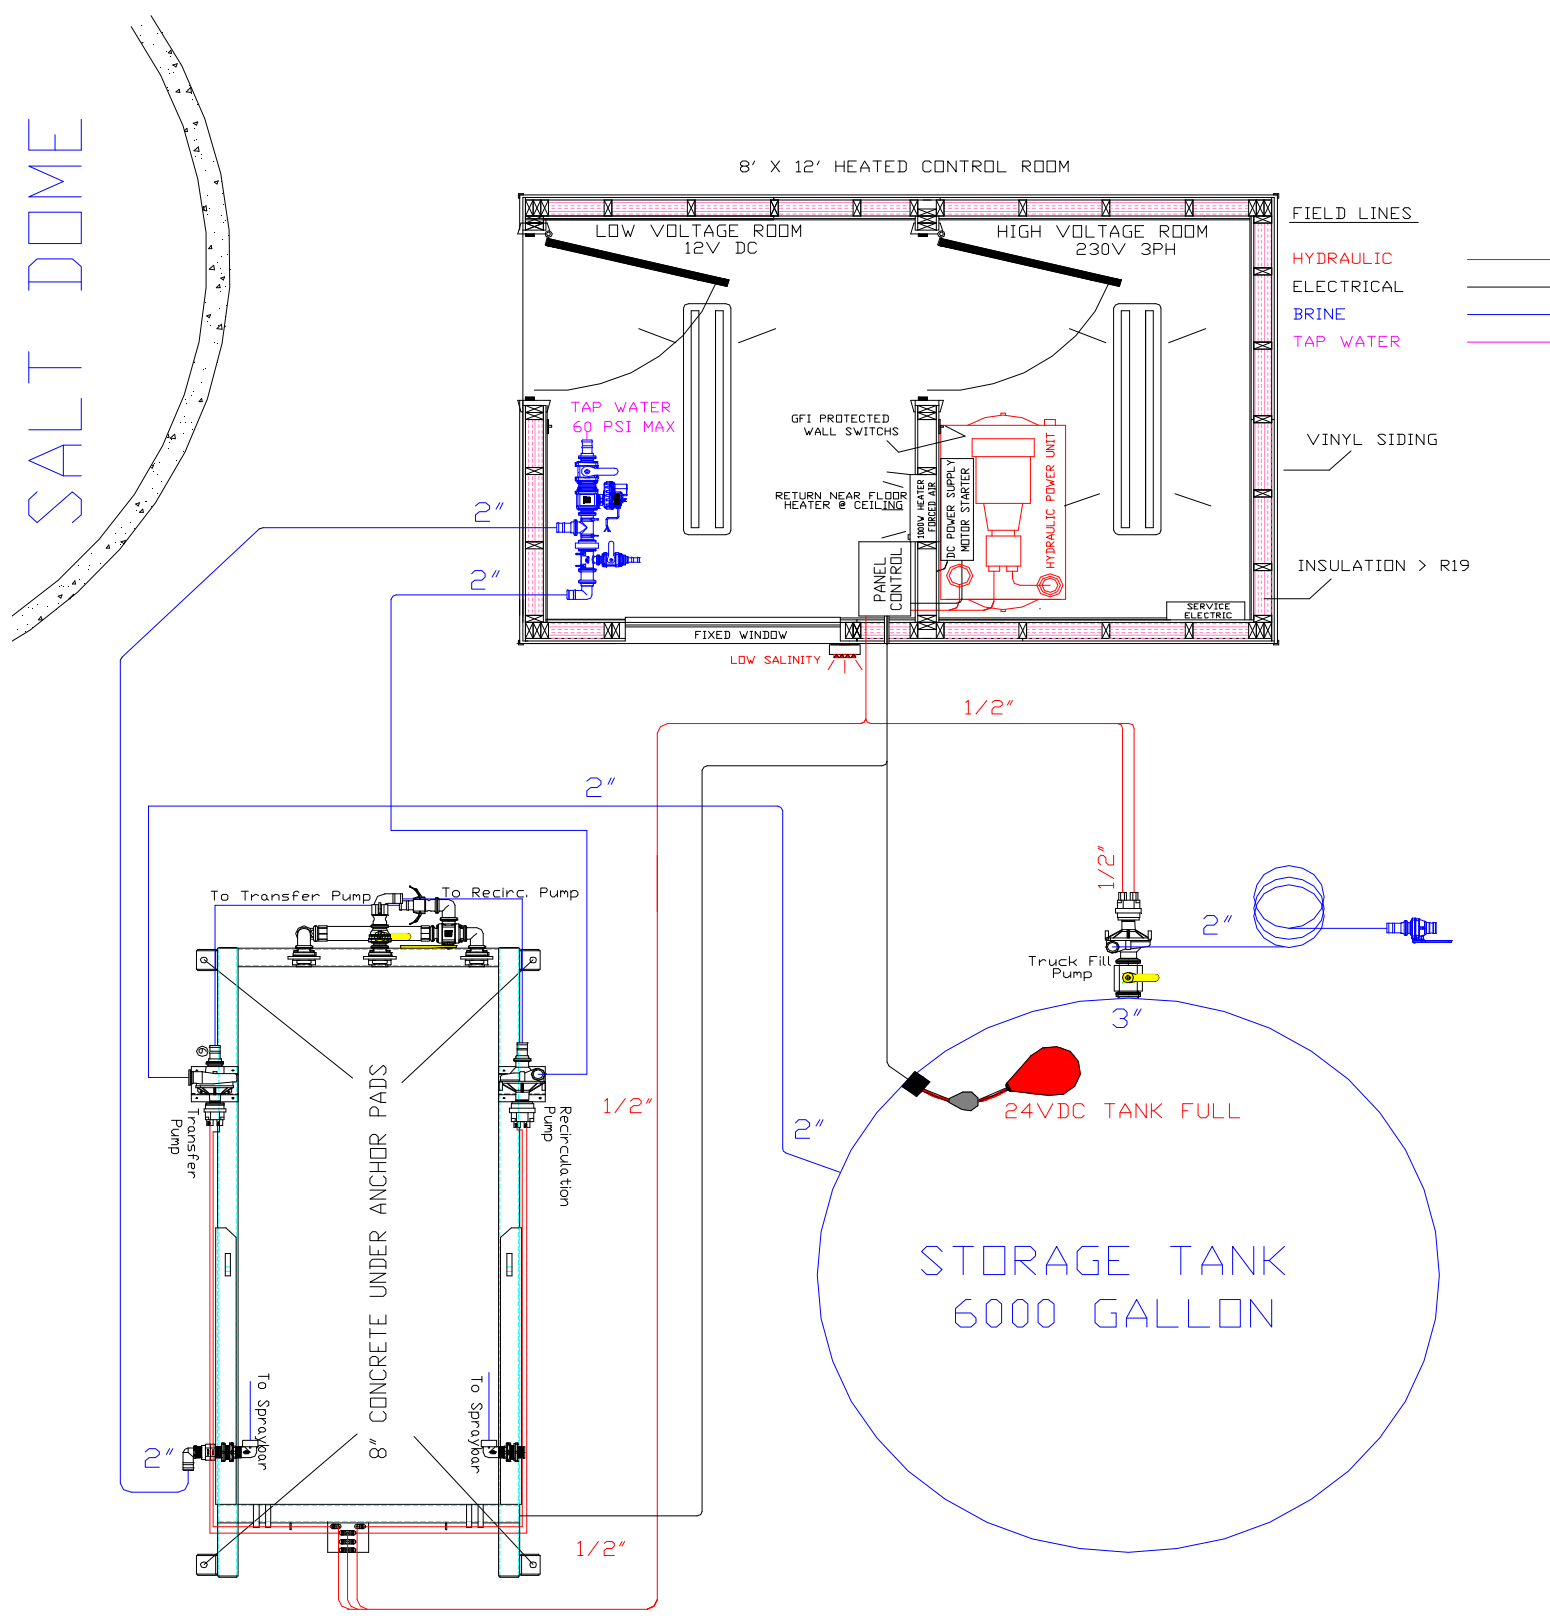 SALT DOME
8' X 12' HEATED CONTROL ROOM
LOW VOLTAGE ROOM
12V DC
HIGH VOLTAGE ROOM
230V 3PH
FIELD LINES
HYDRAULIC
ELECTRICAL
BRINE
TAP WATER
TAP WATER
60 PSI MAX
GFI PROTECTED
WALL SWITCHS
RETURN NEAR FLOOR
HEATER @ CEILING
1000W HEATER
FORCED AIR
DC POWER SUPPLY
MOTOR STARTER
HYDRAULIC POWER UNIT
VINYL SIDING
INSULATION > R19
2"
2"
PANEL
CONTROL
SERVICE
ELECTRIC
FIXED WINDOW
LOW SALINITY
1/2"
2"
1/2"
To Transfer Pump
To Recirc. Pump
2"
Truck Fill
Pump
3"
6
Transfer
Pump
Recirculation
Pump
8" CONCRETE UNDER ANCHOR PADS
1/2"
2"
24VDC TANK FULL
STORAGE TANK
6000 GALLON
To Spraybar
To Spraybar
2"
1/2"